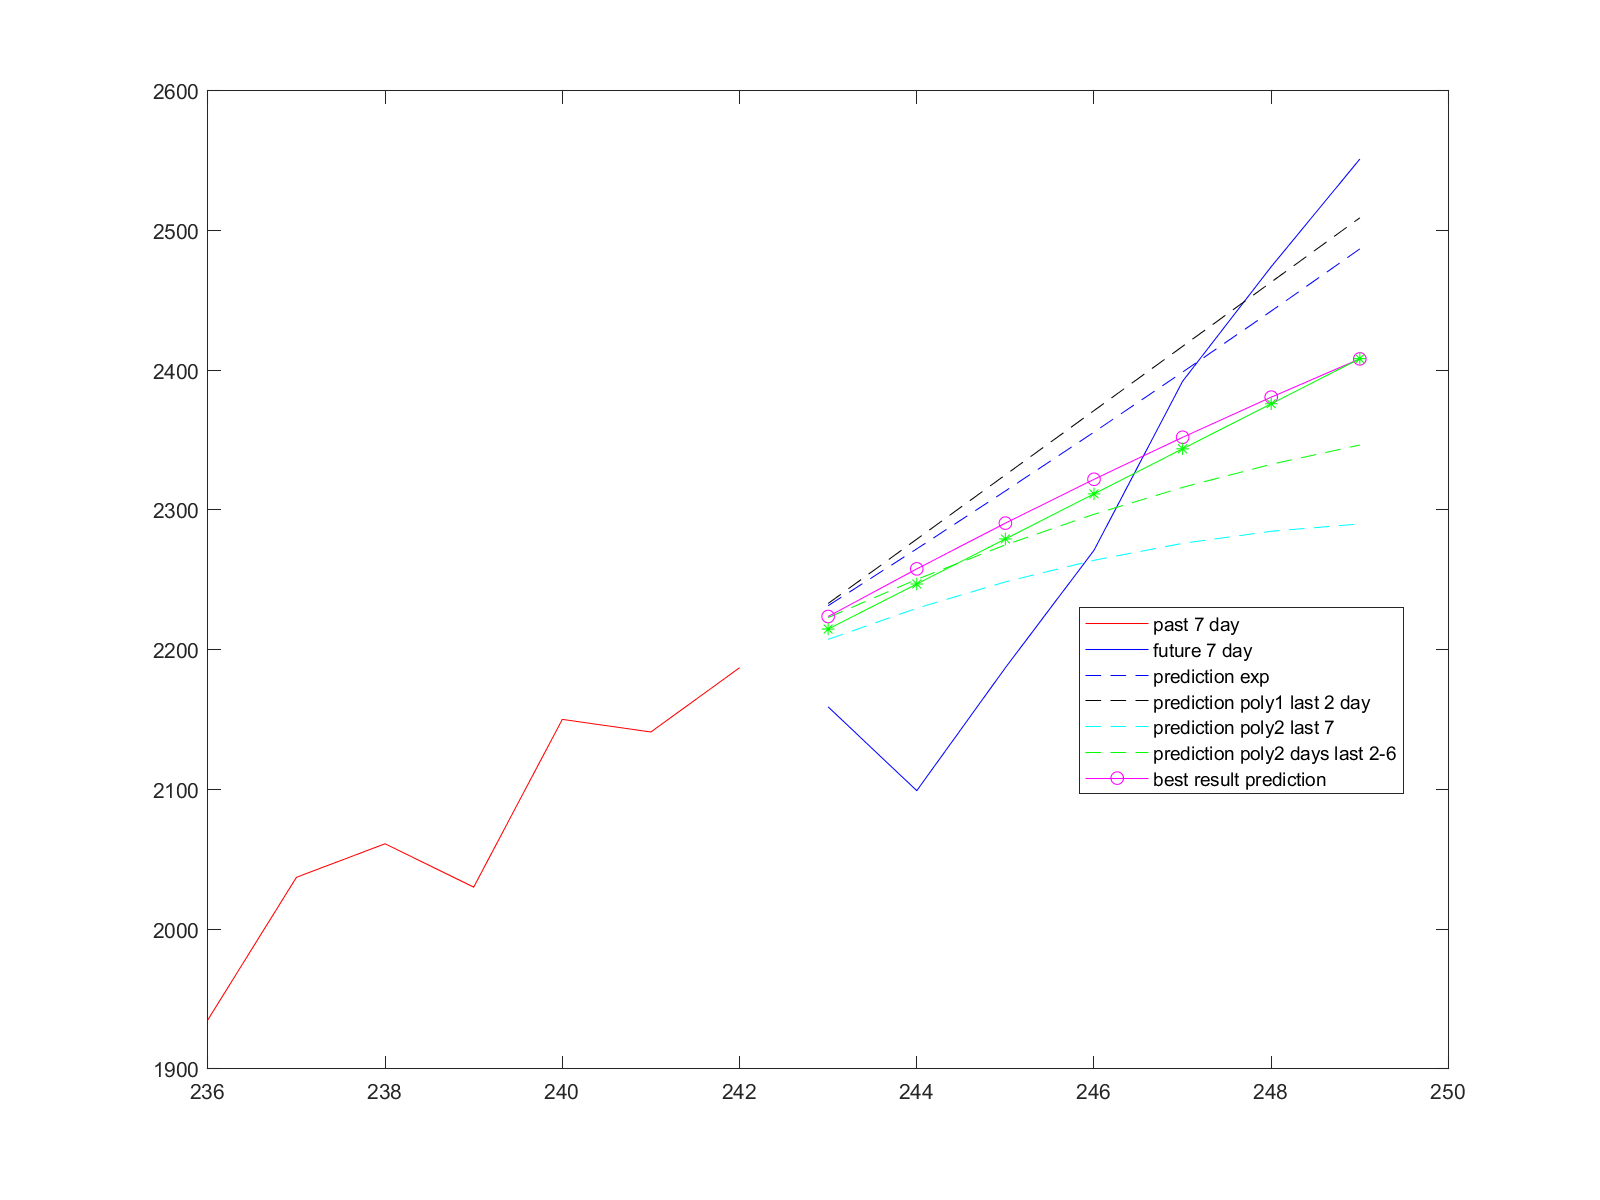 2600
2500
2400
2300
2200
2100
2000
1900
236 238 240 242 244 246 248 250
past 7 day
future 7 day
prediction exp
prediction poly1 last 2 day
prediction poly2 last 7
prediction poly2 days last 2-6
best result prediction